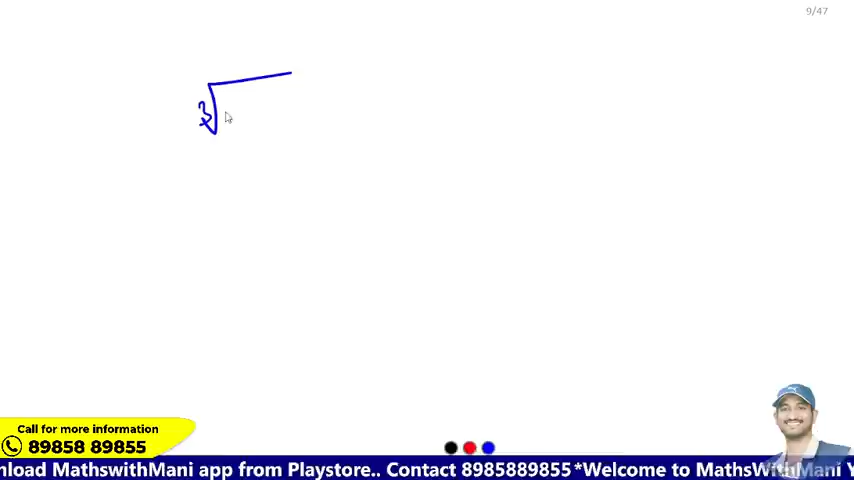 9/47
3√
Call for more information
89858 89855
nload MathswithMani app from Playstore.. Contact 8985889855 *Welcome to MathsWithMani Y